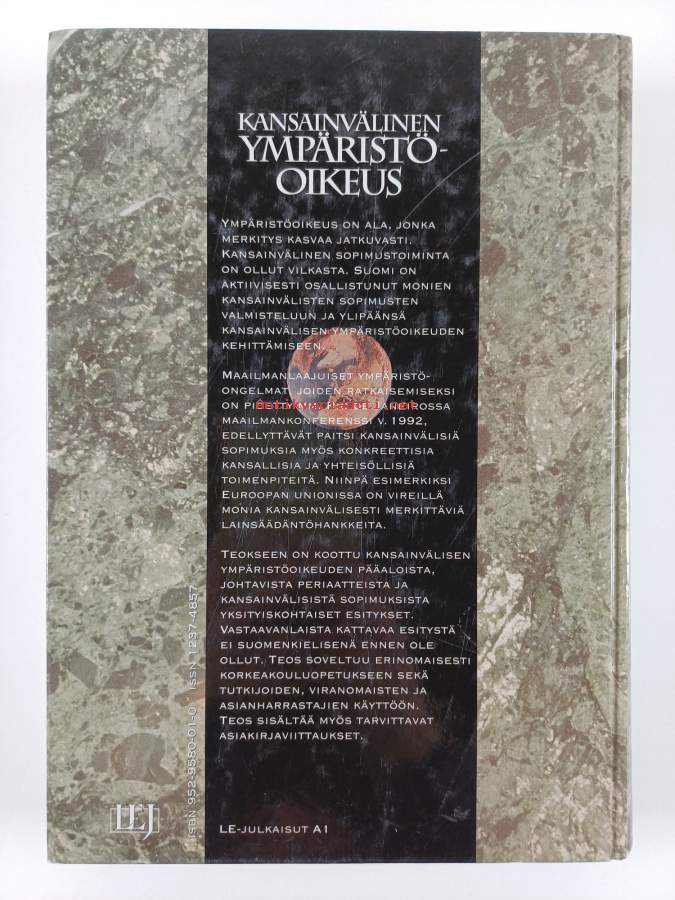 KANSAINVÄLINEN
YMPÄRISTÖ-
OIKEUS
YMPÄRISTÖOIKEUS ON ALA, JONKA
MERKITYS KASVAA JATKUVASTI.
KANSAINVÄLINEN SOPIMUSTOIMINTA
ON OLLUT VILKASTA. SUOMI ON
AKTIIVISESTI OSALLISTUNUT MONIEN
KANSAINVÄLISTEN SOPIMUSTEN
VALMISTELUUN JA YLIPÄÄNSÄ
KANSAINVÄLISEN YMPÄRISTÖOIKEUDEN
KEHITTÄMISEEN.
MAAILMANLAAJUISET YMPÄRISTÖ-
ONGELMAT, JOIDEN RATKAISEMISEKSI
ON
antikvariaatti.net
MAAILMANKONFERENSSI V. 1992,
EDELLYTTÄVÄT PAITSI KANSAINVÄLISIÄ
SOPIMUKSIA MYÖS KONKREETTISIA
KANSALLISIA JA YHTEISÖLLISIÄ
TOIMENPITEITÄ. NIINPÄ ESIMERKIKSI
EUROOPAN UNIONISSA ON VIREILLÄ
MONIA KANSAINVÄLISESTI MERKITTÄVIÄ
LAINSÄÄDÄNTÖHANKKEITA.
TEOKSEEN ON KOOTTU KANSAINVÄLISEN
YMPÄRISTÖOIKEUDEN PÄÄALOISTA,
JOHTAVISTA PERIAATTEISTA JA
KANSAINVÄLISISTÄ SOPIMUKSISTA
YKSITYISKOHTAISET ESITYKSET.
VASTAAVANLAISTA KATTAVAA ESITYSTÄ
EI SUOMENKIELISENÄ ENNEN OLE
OLLUT. TEOS SOVELTUU ERINOMAISESTI
KORKEAKOULUOPETUKSEEN SEKÄ
TUTKIJOIDEN, VIRANOMAISTEN JA
ASIANHARRASTAJIEN KÄYTTÖÖN.
TEOS SISÄLTÄÄ MYÖS TARVITTAVAT
ASIAKIRJAVIITTAUKSET.
ISBN 952-9580-01-0 ISSN 1237-4857
LEJ
LE-JULKAISUT A1